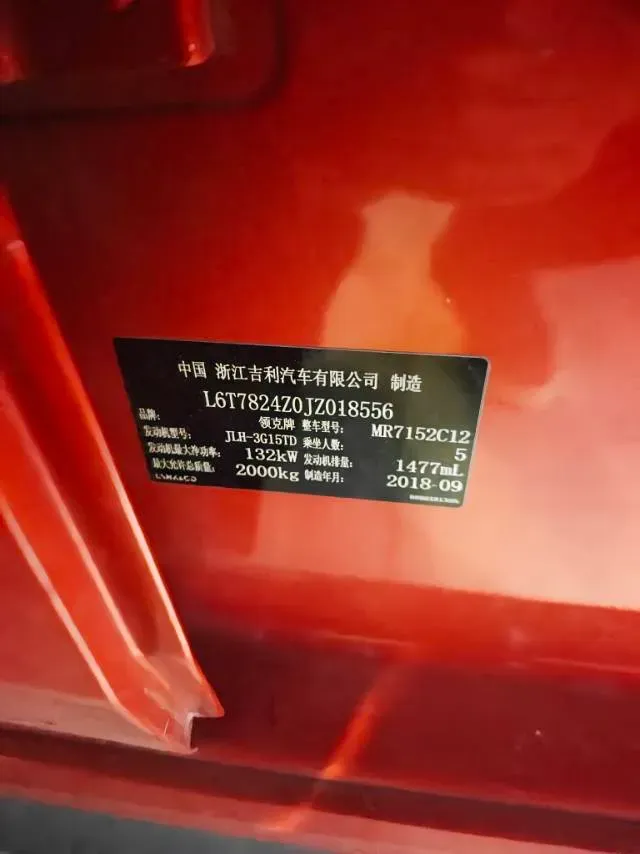 中国 浙江吉利汽车有限公司 制造
L6T7824Z0JZ018556
品牌: 领克牌 整车型号: MR7152C12
发动机型号: JLH-3G15TD 乘坐人数: 5
发动机最大净功率: 132kW 发动机排量: 1477mL
最大允许总质量: 2000kg 制造年月: 2018-09
LYNK&CO